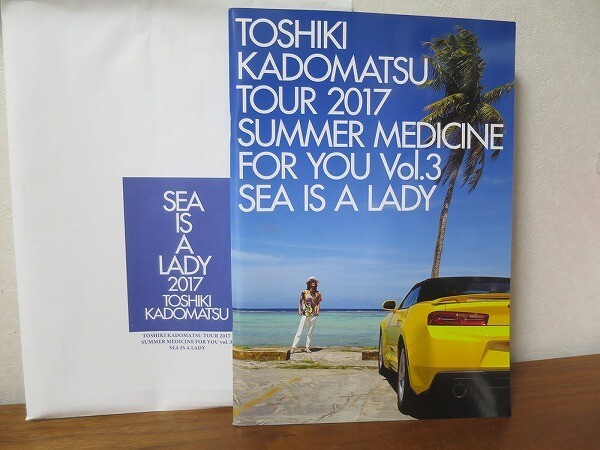 TOSHIKI
KADOMATSU
TOUR 2017
SUMMER MEDICINE
FOR YOU Vol.3
SEA IS A LADY
SEA
IS
A
LADY
2017
TOSHIKI
KADOMATSU
TOSHIKI KADOMATSU TOUR 2017
SUMMER MEDICINE FOR YOU vol. 3
SEA IS A LADY